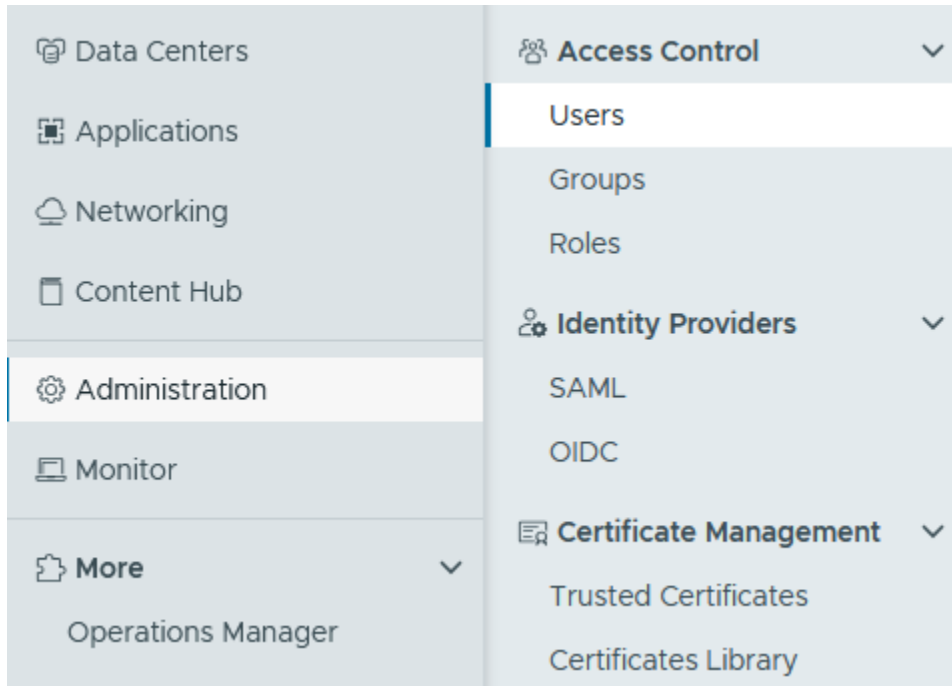 Data Centers
Applications
Networking
Content Hub
Administration
Monitor
More
Operations Manager
Access Control
Users
Groups
Roles
Identity Providers
SAML
OIDC
Certificate Management
Trusted Certificates
Certificates Library